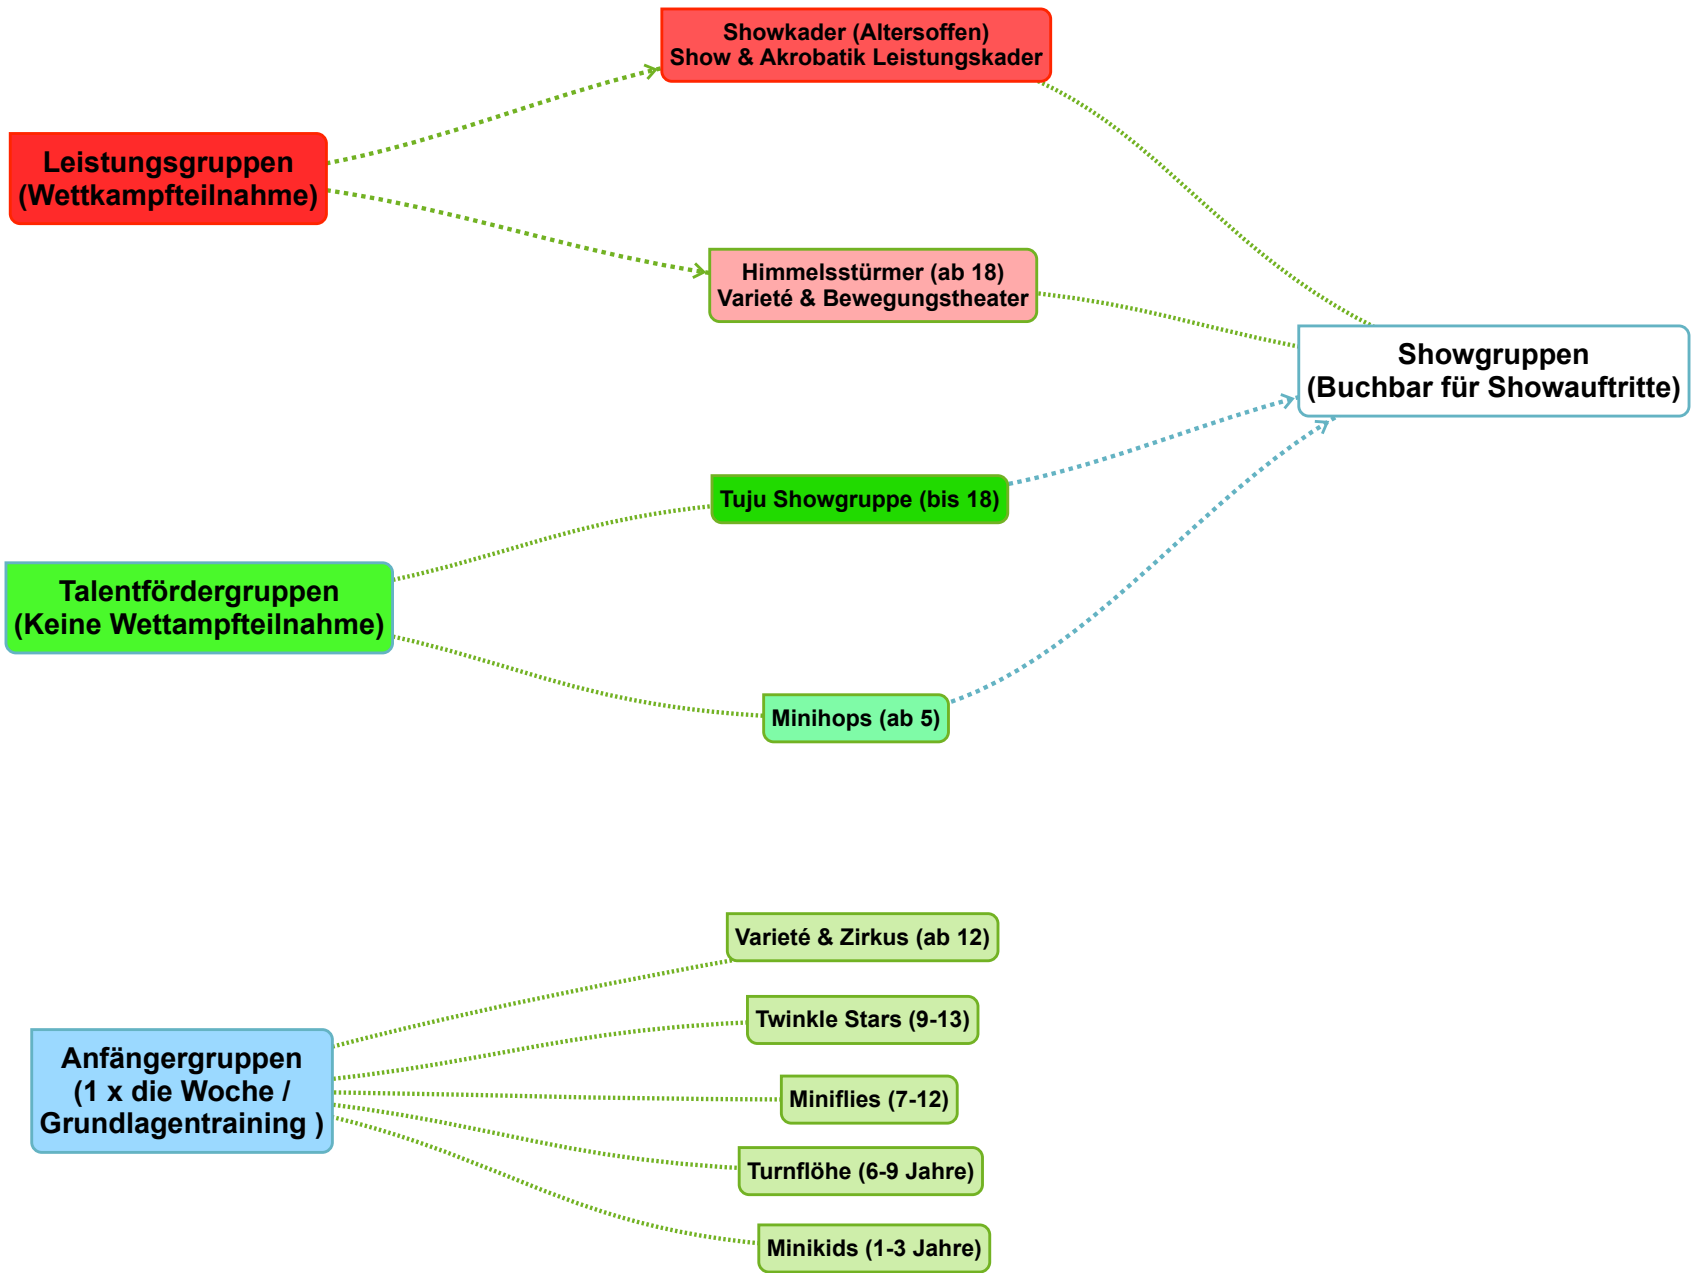 Showkader (Altersoffen)
Show & Akrobatik Leistungskader
Leistungsgruppen
(Wettkampfteilnahme)
Himmelsstürmer (ab 18)
Varieté & Bewegungstheater
Showgruppen
(Buchbar für Showauftritte)
Tuju Showgruppe (bis 18)
Talentfördergruppen
(Keine Wettampfteilnahme)
Minihops (ab 5)
Varieté & Zirkus (ab 12)
Twinkle Stars (9-13)
Anfängergruppen
(1 x die Woche /
Grundlagentraining )
Miniflies (7-12)
Turnflöhe (6-9 Jahre)
Minikids (1-3 Jahre)